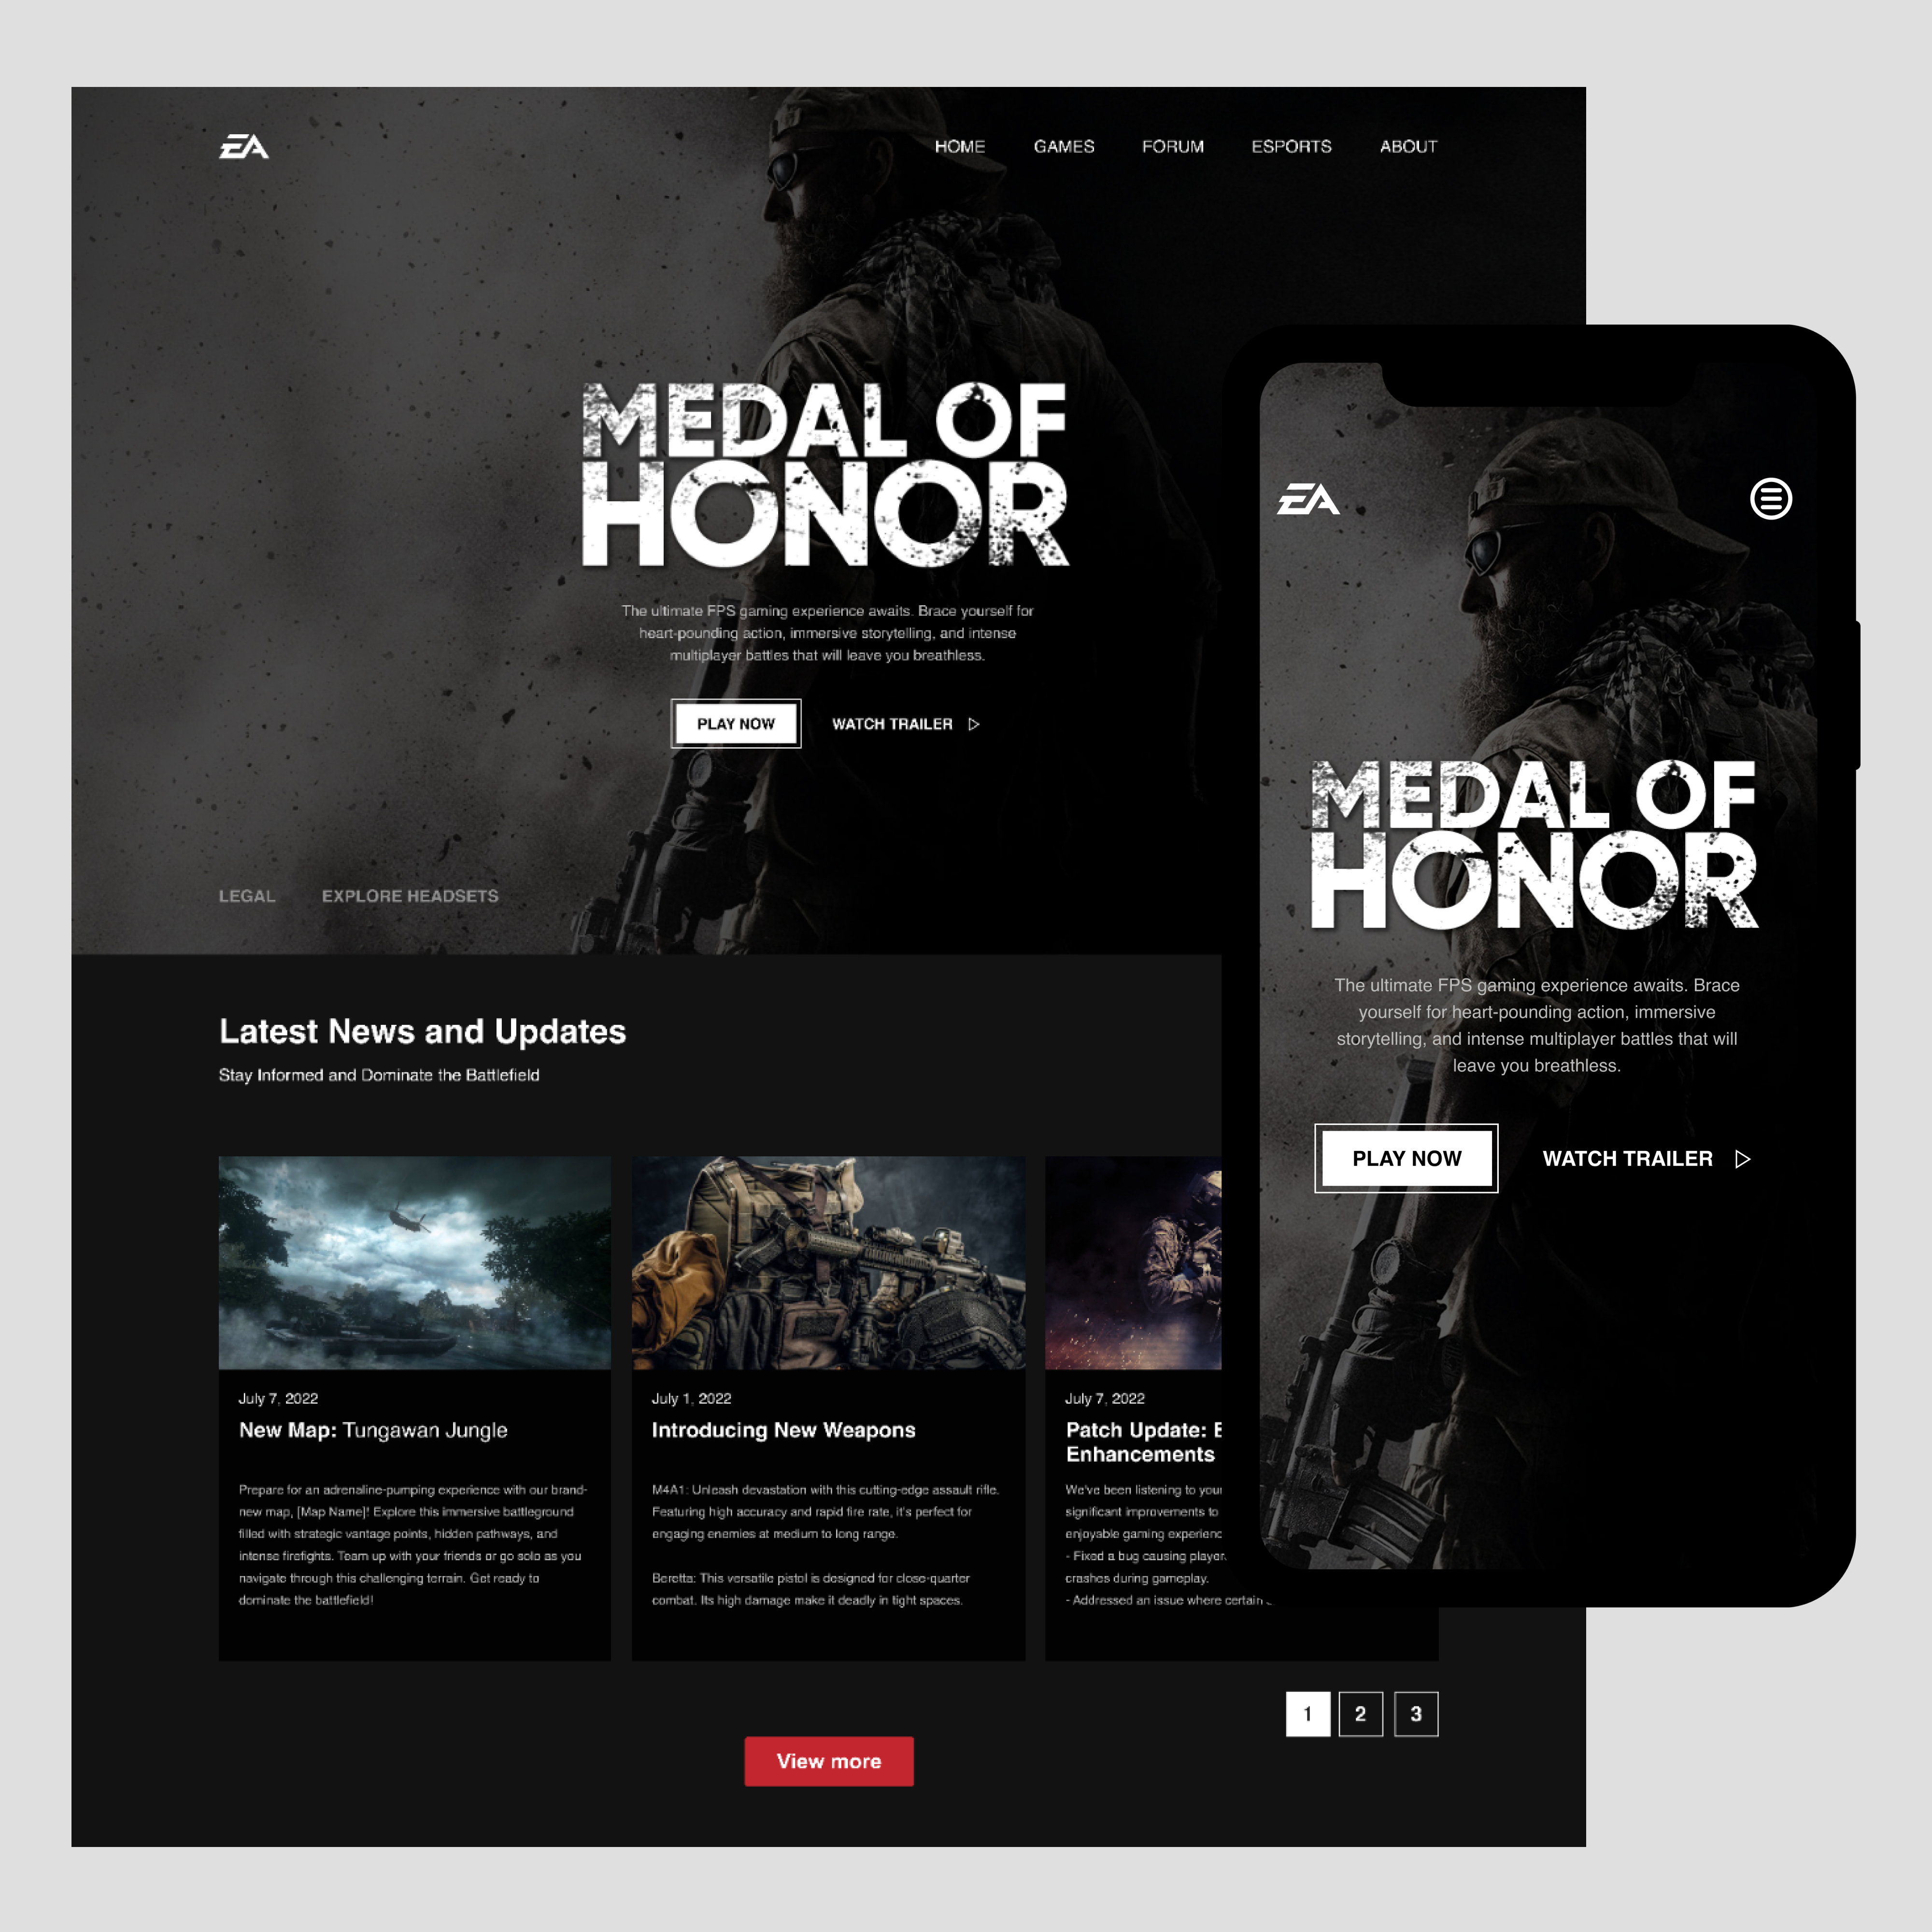 EA
HOME GAMES FORUM ESPORTS ABOUT
MEDAL OF
HONOR
The ultimate FPS gaming experience awaits. Brace yourself for
heart-pounding action, immersive storytelling, and intense
multiplayer battles that will leave you breathless.
PLAY NOW WATCH TRAILER
LEGAL EXPLORE HEADSETS
Latest News and Updates
Stay Informed and Dominate the Battlefield
July 7, 2022
New Map: Tungawan Jungle
Prepare for an adrenaline-pumping experience with our brand-
new map, [Map Name]! Explore this immersive battleground
filled with strategic vantage points, hidden pathways, and
intense firefights. Team up with your friends or go solo as you
navigate through this challenging terrain. Get ready to
dominate the battlefield!
July 1, 2022
Introducing New Weapons
M4A1: Unleash devastation with this cutting-edge assault rifle.
Featuring high accuracy and rapid fire rate, it's perfect for
engaging enemies at medium to long range.
Beretta: This versatile pistol is designed for close-quarter
combat. Its high damage make it deadly in tight spaces.
July 7, 2022
Patch Update:
Enhancements
We've been listening to your
significant improvements to
enjoyable gaming
- Fixed a bug causing
crashes during gameplay.
- Addressed an issue where certain
1 2 3
View more
EA
MEDAL OF
HONOR
The ultimate FPS gaming experience awaits. Brace
yourself for heart-pounding action, immersive
storytelling, and intense multiplayer battles that will
leave you breathless.
PLAY NOW WATCH TRAILER